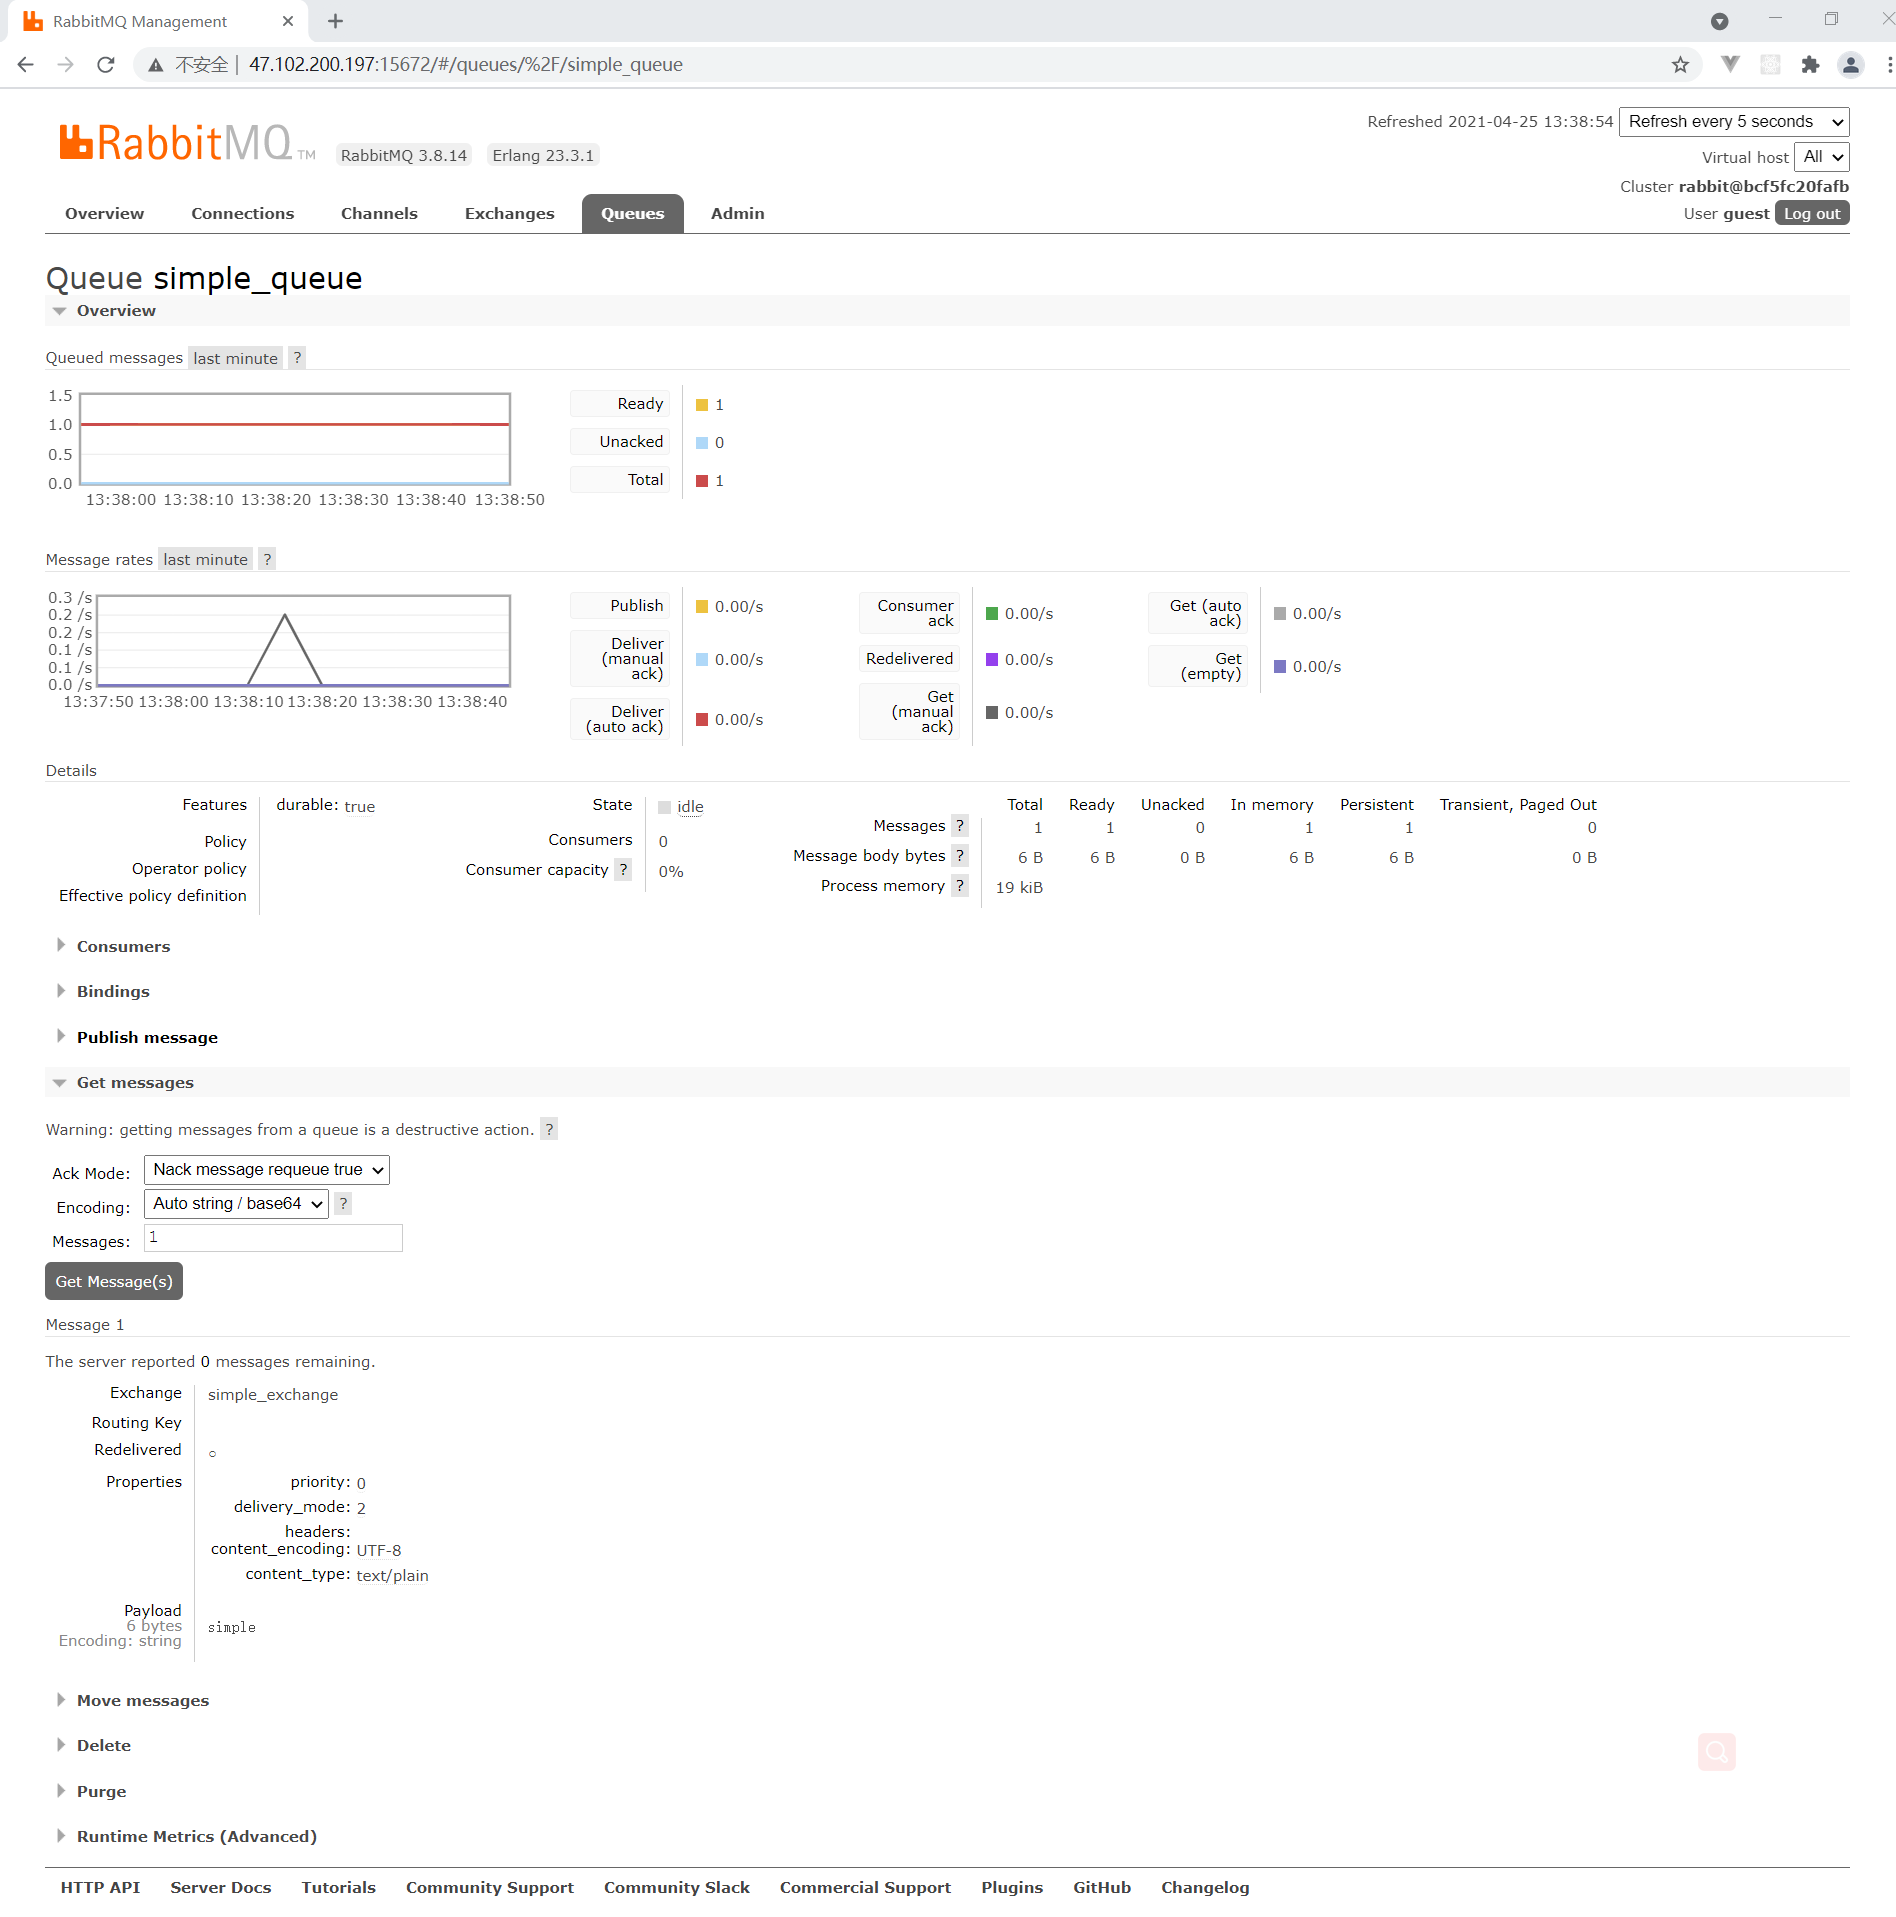 RabbitMQ Management
不安全 | 47.102.200.197:15672/#/queues/%2F/simple_queue
Refreshed 2021-04-25 13:38:54 Refresh every 5 seconds
RabbitMQ TM RabbitMQ 3.8.14 Erlang 23.3.1
Virtual host All
Cluster rabbit@bcf5fc20fafb
User guest Log out
Overview Connections Channels Exchanges Queues Admin
Queue simple_queue
Overview
Queued messages last minute ?
1.5
1.0
0.5
0.0
13:38:00 13:38:10 13:38:20 13:38:30 13:38:40 13:38:50
Ready 1
Unacked 0
Total 1
Message rates last minute ?
0.3 /s
0.2 /s
0.2 /s
0.1 /s
0.1 /s
0.0 /s
13:37:50 13:38:00 13:38:10 13:38:20 13:38:30 13:38:40
Publish 0.00/s
Deliver (manual ack) 0.00/s
Deliver (auto ack) 0.00/s
Consumer ack 0.00/s
Redelivered 0.00/s
Get (manual ack) 0.00/s
Get (auto ack) 0.00/s
Get (empty) 0.00/s
Details
Features durable: true
Policy
Operator policy
Effective policy definition
State idle
Consumers 0
Consumer capacity ? 0%
Total Ready Unacked In memory Persistent Transient, Paged Out
Messages ? 1 1 0 1 1 0
Message body bytes ? 6 B 6 B 0 B 6 B 6 B 0 B
Process memory ? 19 kiB
Consumers
Bindings
Publish message
Get messages
Warning: getting messages from a queue is a destructive action. ?
Ack Mode: Nack message requeue true
Encoding: Auto string / base64 ?
Messages: 1
Get Message(s)
Message 1
The server reported 0 messages remaining.
Exchange simple_exchange
Routing Key
Redelivered ○
Properties priority: 0
delivery_mode: 2
headers:
content_encoding: UTF-8
content_type: text/plain
Payload
6 bytes simple
Encoding: string
Move messages
Delete
Purge
Runtime Metrics (Advanced)
HTTP API Server Docs Tutorials Community Support Community Slack Commercial Support Plugins GitHub Changelog